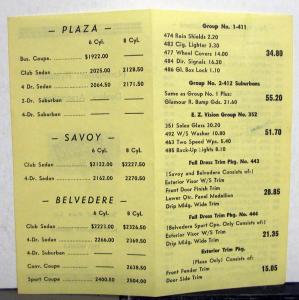 — PLAZA —
6 Cyl. 8 Cyl.
Bus. Coupe $1922.00
Club Sedan 2025.00 $2128.50
4-Dr. Sedan 2064.50 2171.50
2-Dr. Suburban
4-Dr. Suburban
— SAVOY —
6 Cyl. 8 Cyl.
Club Sedan $2122.00 $2227.50
4-Dr. Sedan 2162.00 2270.50
— BELVEDERE —
6 Cyl. 8 Cyl.
Club Sedan $2223.00 $2326.50
4-Dr. Sedan 2266.00 2369.50
4-Dr. Suburban
Conv. Coupe 2638.50
Sport Coupe 2400.50 2504.00
Group No. 1-411
474 Rain Shields 2.20
483 Cig. Lighter 3.30
477 Wheel Covers 14.00 34.80
484 Dir. Signals 16.20
486 Gl. Box Lock 1.10
Group No. 2-412 Suburbans
Same as Group No. 1 Plus:
Glamour R. Bump Gds. 21.60 55.20
E. Z. Vision Group No. 352
351 Solex Glass 20.20
492 W/S Washer 10.80 51.70
463 Two Speed Wps. 5.40
485 Back-Up Lights 8.10
Full Dress Trim Pkg. No. 443
(Savoy and Belvedere Consists of:)
Exterior Visor W/S Trim
Front Door Finish Trim
Lower Qtr. Panel Medallion 28.85
Drip Mldg. Wide Trim
Full Dress Trim Pkg. No. 444
(Belvedere Sport Cpe. Only Consists of)
Exterior Visor W/S Trim 21.35
Drip Mldg. Wide Trim
Exterior Trim Pkg.
(Plaza Only) Consists of:
Front Fender Trim 15.05
Door Side Trim